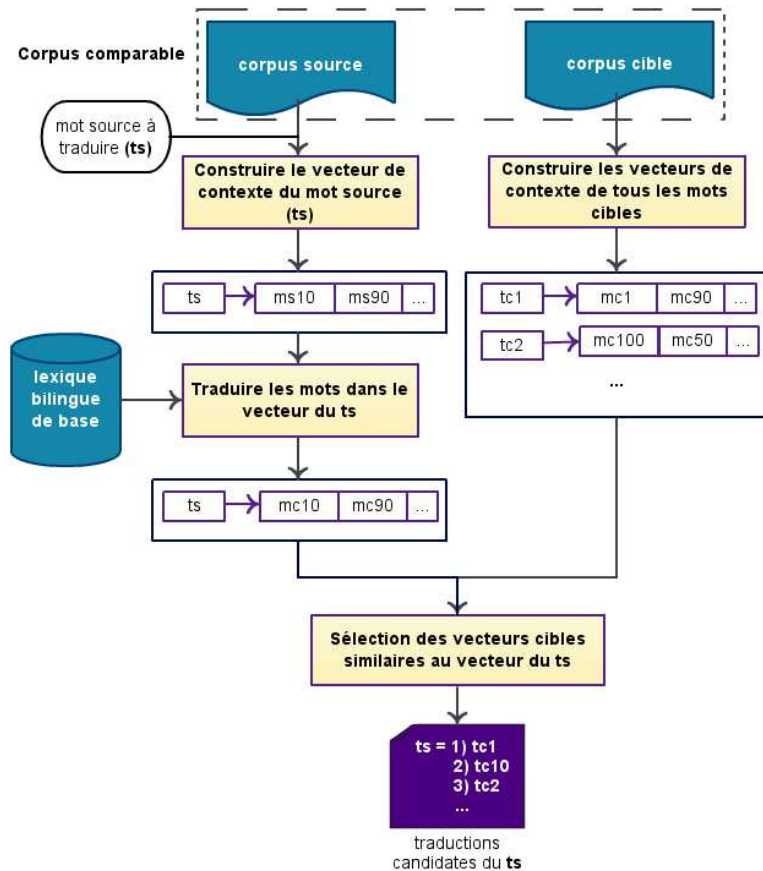 Corpus comparable
corpus source
corpus cible
mot source à
traduire (ts)
Construire le vecteur de
contexte du mot source
(ts)
Construire les vecteurs de
contexte de tous les mots
cibles
ts ms10 ms90 ...
tc1 mc1 mc90 ...
tc2 mc100 mc50 ...
...
lexique
bilingue
de base
Traduire les mots dans le
vecteur du ts
ts mc10 mc90 ...
Sélection des vecteurs cibles
similaires au vecteur du ts
ts = 1) tc1
2) tc10
3) tc2
...
traductions
candidates du ts